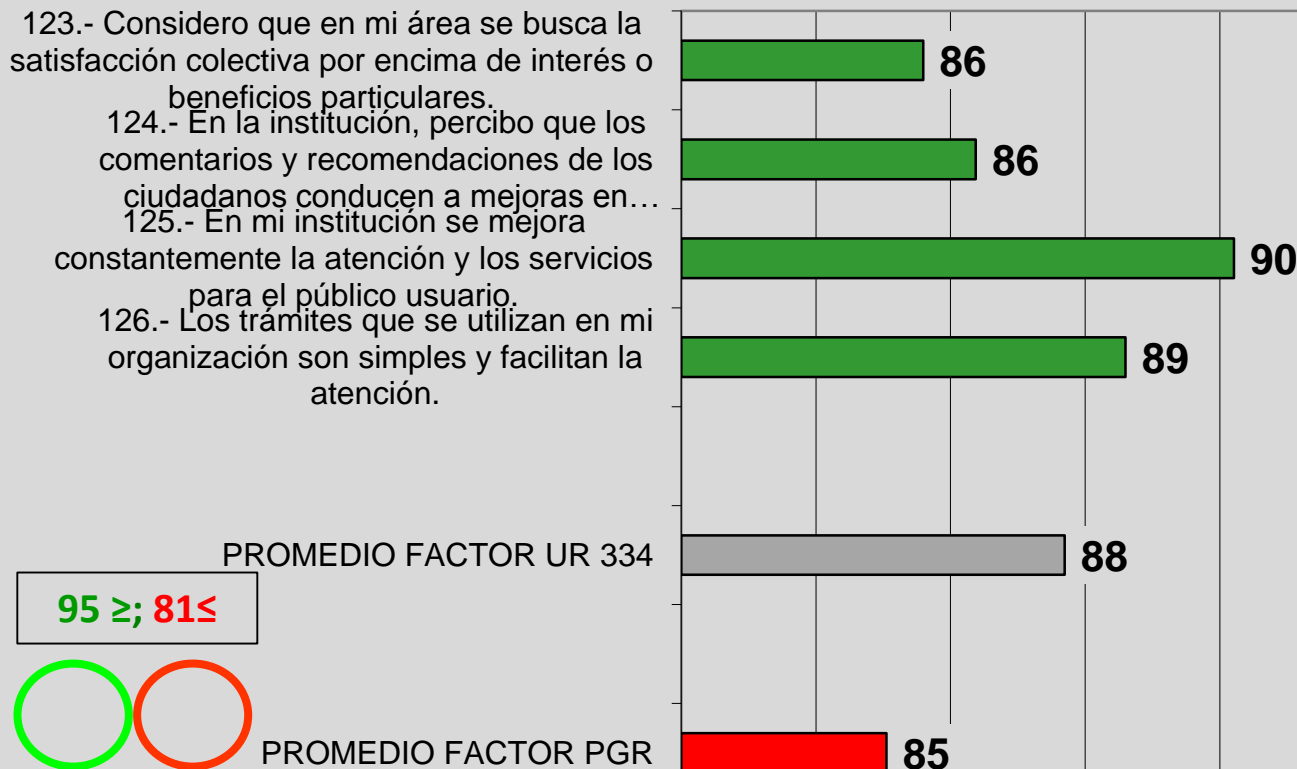 123.- Considero que en mi área se busca la
satisfacción colectiva por encima de interés o
beneficios particulares.
86
124.- En la institución, percibo que los
comentarios y recomendaciones de los
ciudadanos conducen a mejoras en…
86
125.- En mi institución se mejora
constantemente la atención y los servicios
para el público usuario.
90
126.- Los trámites que se utilizan en mi
organización son simples y facilitan la
atención.
89
PROMEDIO FACTOR UR 334
88
95 ≥; 81≤
PROMEDIO FACTOR PGR
85